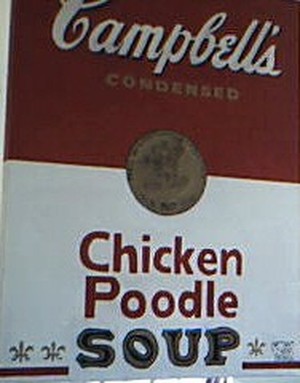 Campbell's
CONDENSED
Chicken
Poodle
SOUP